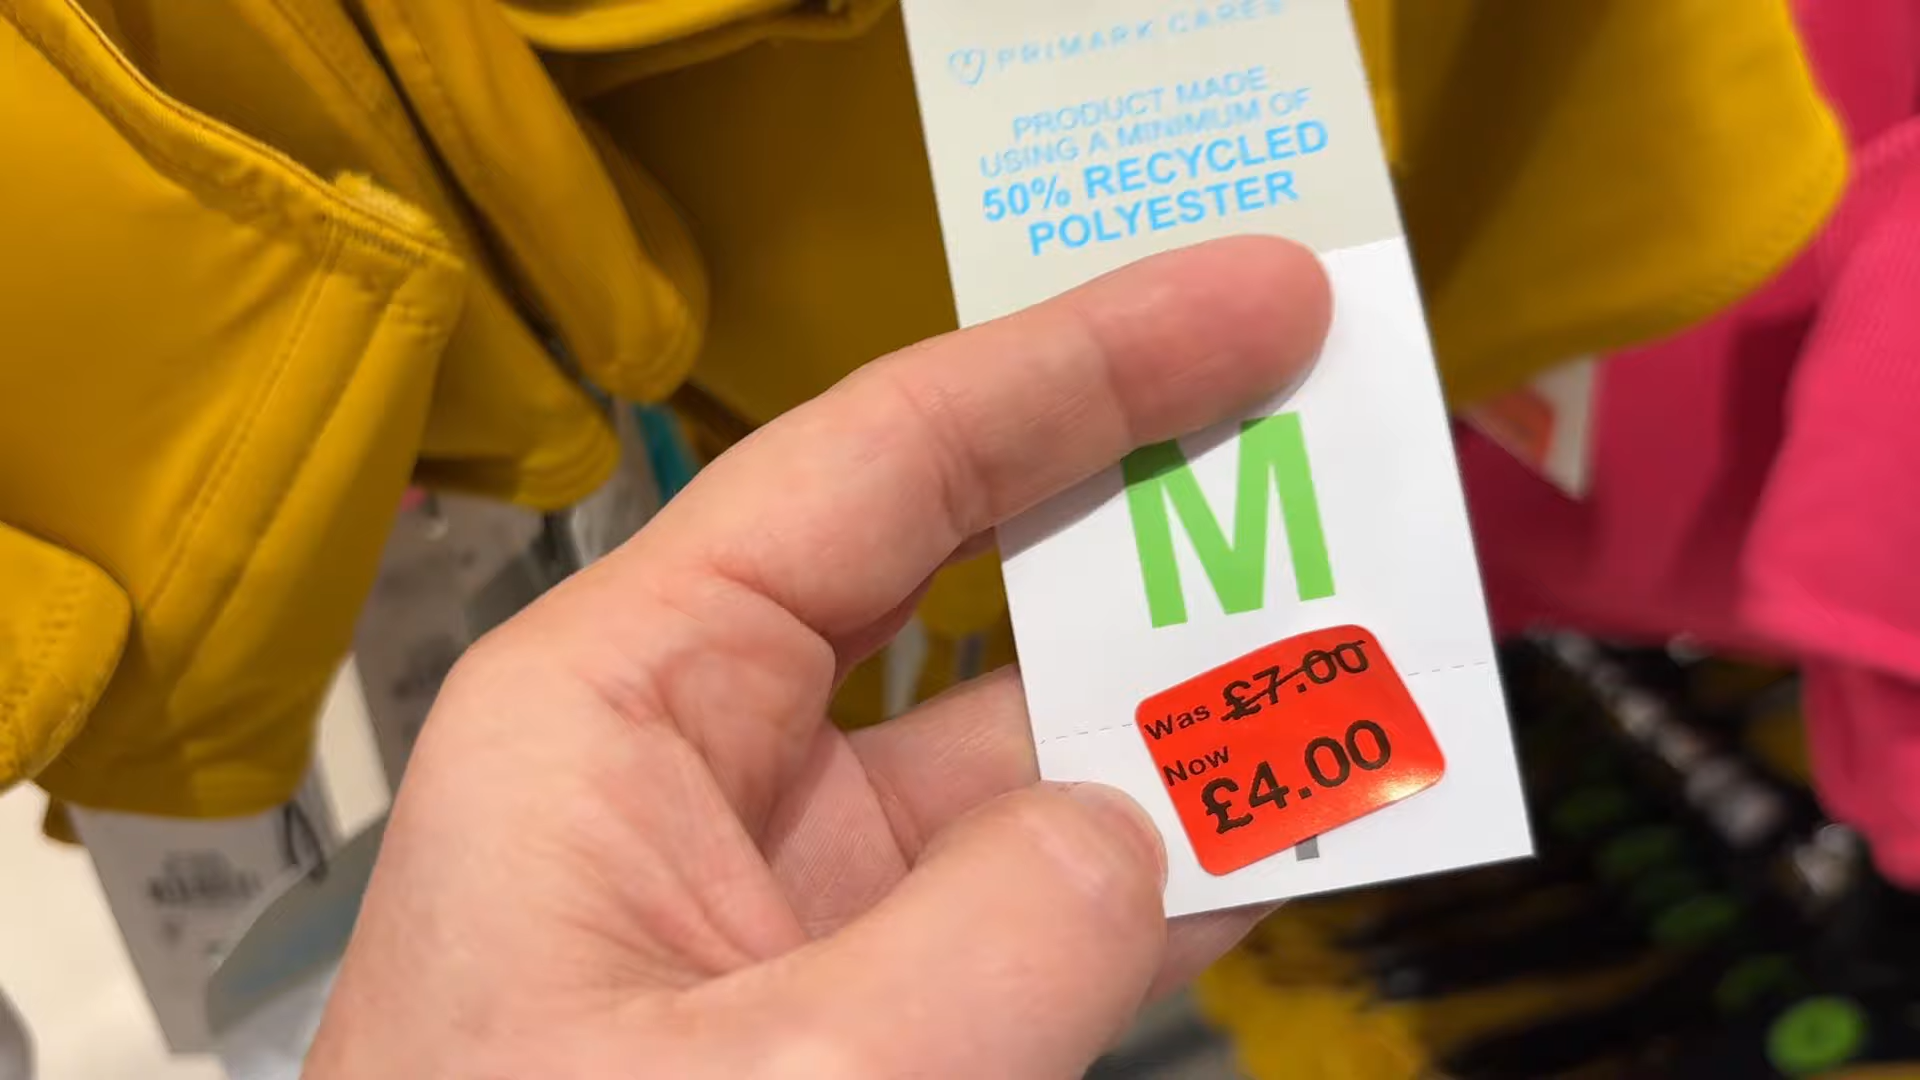 PRIMARK CARES
PRODUCT MADE
USING A MINIMUM OF
50% RECYCLED
POLYESTER
M
Was £7.00
Now
£4.00